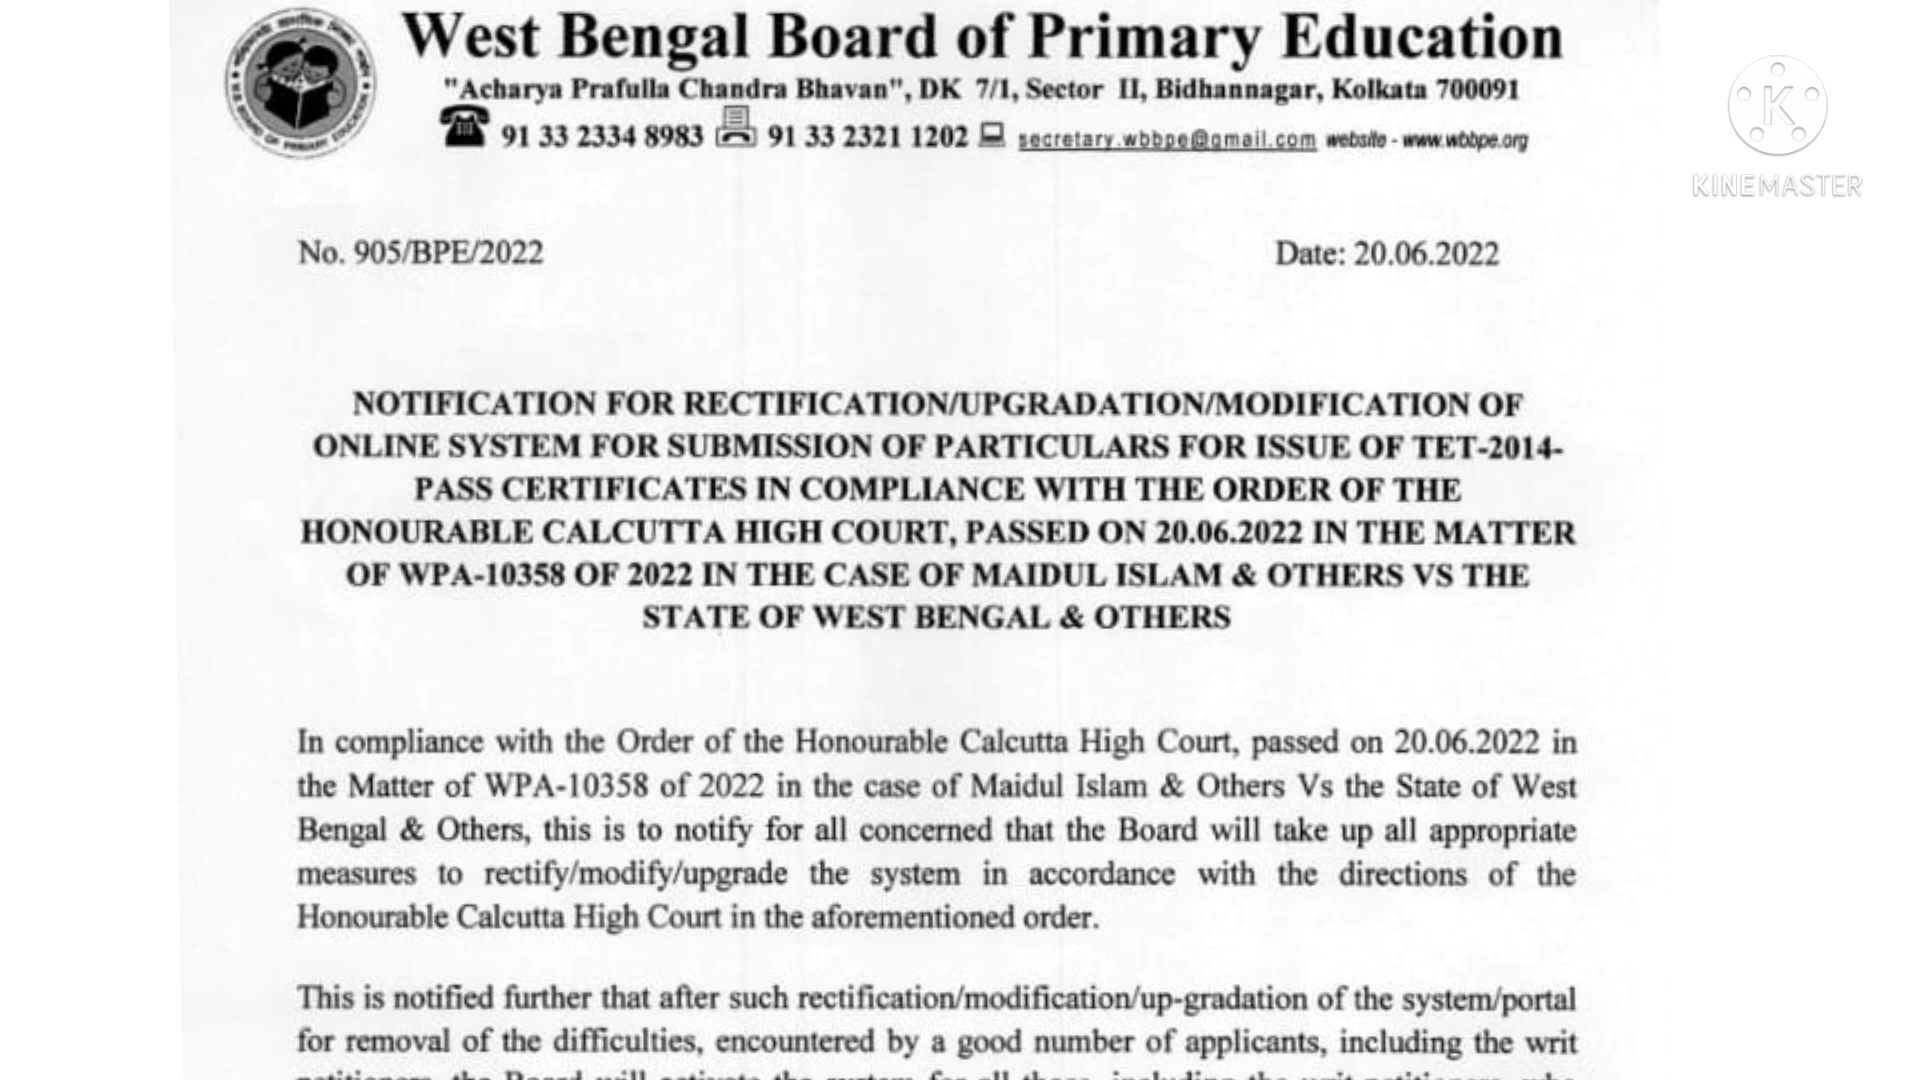 West Bengal Board of Primary Education
"Acharya Prafulla Chandra Bhavan", DK 7/1, Sector II, Bidhannagar, Kolkata 700091
91 33 2334 8983 91 33 2321 1202 secretary.wbbpe@gmail.com website - www.wbbpe.org
K
KINEMASTER
No. 905/BPE/2022 Date: 20.06.2022
NOTIFICATION FOR RECTIFICATION/UPGRADATION/MODIFICATION OF
ONLINE SYSTEM FOR SUBMISSION OF PARTICULARS FOR ISSUE OF TET-2014-
PASS CERTIFICATES IN COMPLIANCE WITH THE ORDER OF THE
HONOURABLE CALCUTTA HIGH COURT, PASSED ON 20.06.2022 IN THE MATTER
OF WPA-10358 OF 2022 IN THE CASE OF MAIDUL ISLAM & OTHERS VS THE
STATE OF WEST BENGAL & OTHERS
In compliance with the Order of the Honourable Calcutta High Court, passed on 20.06.2022 in
the Matter of WPA-10358 of 2022 in the case of Maidul Islam & Others Vs the State of West
Bengal & Others, this is to notify for all concerned that the Board will take up all appropriate
measures to rectify/modify/upgrade the system in accordance with the directions of the
Honourable Calcutta High Court in the aforementioned order.
This is notified further that after such rectification/modification/up-gradation of the system/portal
for removal of the difficulties, encountered by a good number of applicants, including the writ